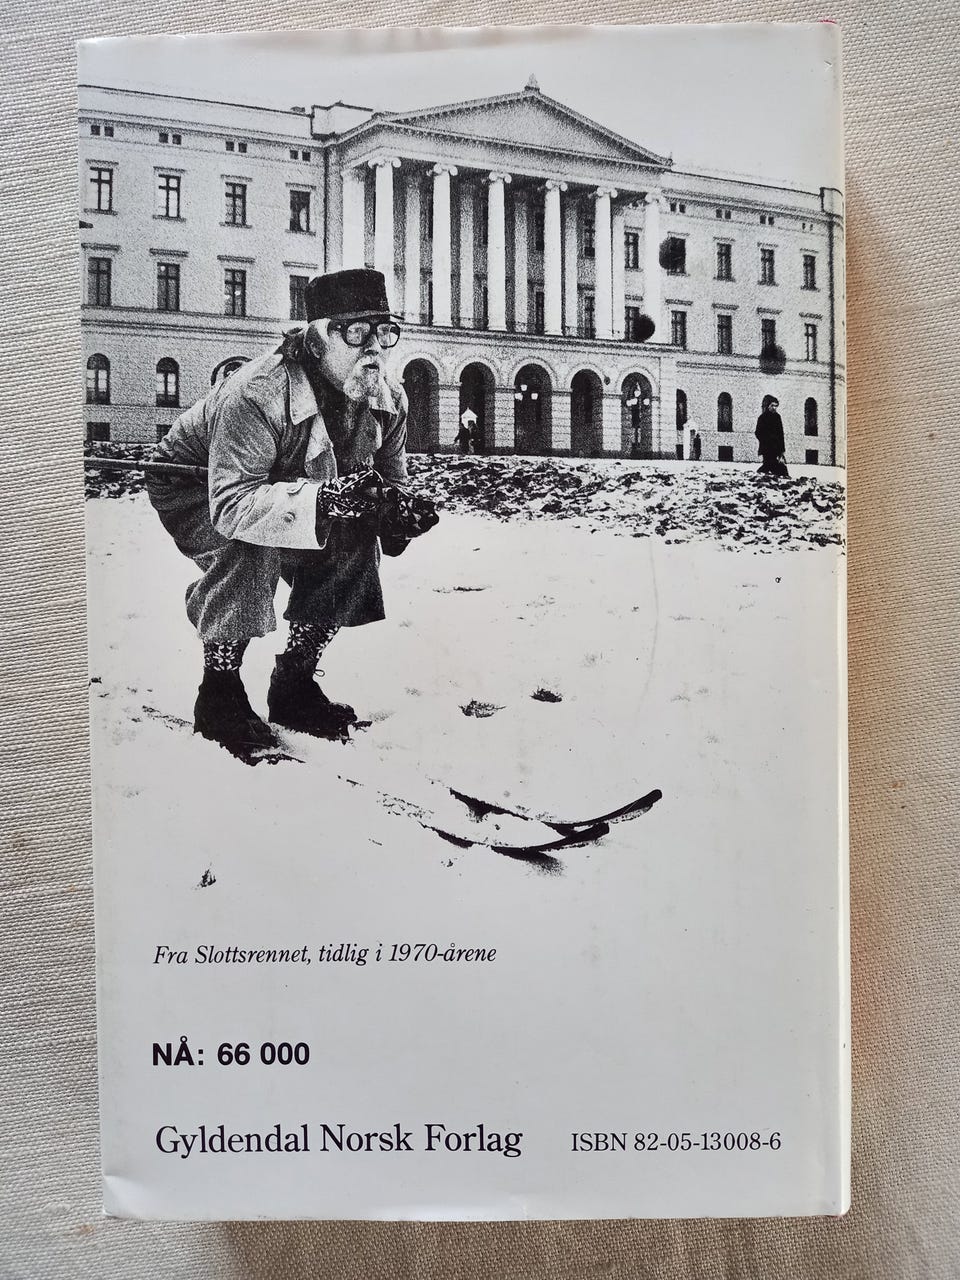 Fra Slottsrennet, tidlig i 1970-årene
NÅ: 66 000
Gyldendal Norsk Forlag ISBN 82-05-13008-6